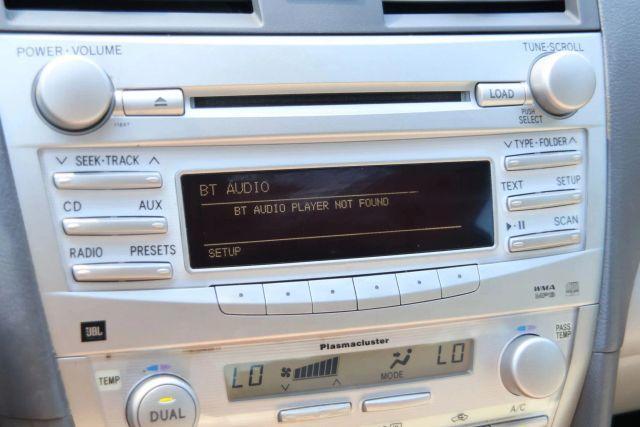 POWER·VOLUME
TUNE·SCROLL
LOAD
PUSH
SELECT
SEEK·TRACK
TYPE·FOLDER
BT AUDIO
BT AUDIO PLAYER NOT FOUND
SETUP
TEXT SETUP
CD AUX
SCAN
RADIO PRESETS
WMA
MP3
JBL
Plasmacluster
PASS
TEMP
TEMP
LO
MODE
LO
DUAL
A/C